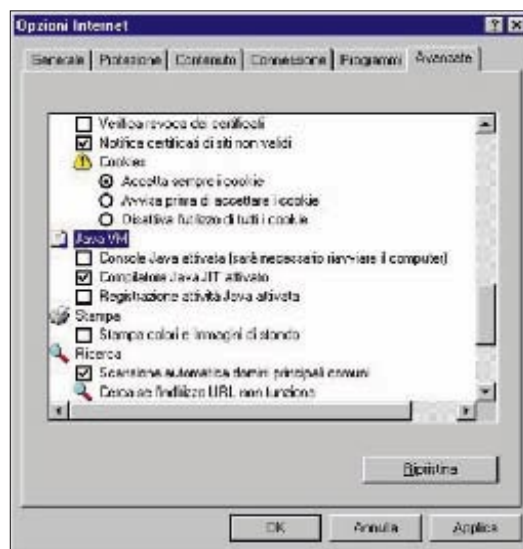 Opzioni Internet
Generale Protezione Contenuto Connessione Programmi Avanzate
Verifica revoca dei certificati
Notifica certificati di siti non validi
Cookies
Accetta sempre i cookie
Avvisa prima di accettare i cookie
Disattiva l'utilizzo di tutti i cookie
Java VM
Console Java attivata (sarà necessario riavviare il computer)
Compilatore Java JIT attivato
Registrazione attività Java attivata
Stampa
Stampa colori e immagini di sfondo
Ricerca
Scansione automatica domini principali comuni
Cerca se l'indirizzo URL non funziona
Ripristina
OK Annulla Applica